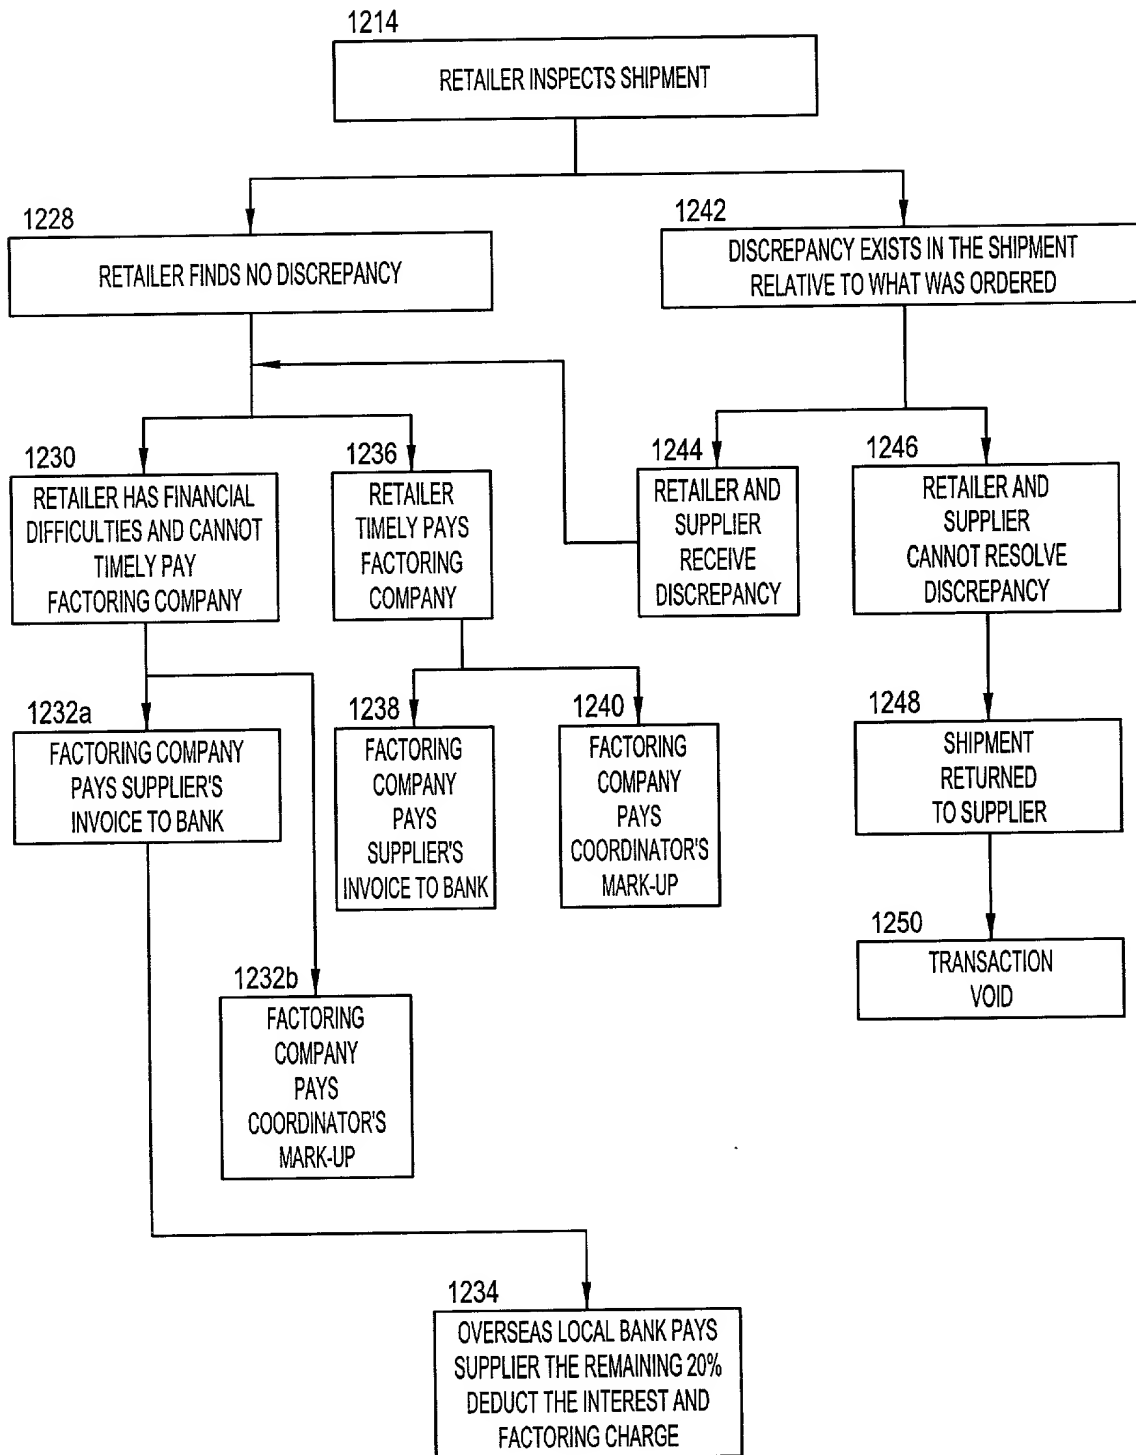 1214
RETAILER INSPECTS SHIPMENT
1228
RETAILER FINDS NO DISCREPANCY
1242
DISCREPANCY EXISTS IN THE SHIPMENT
RELATIVE TO WHAT WAS ORDERED
1230
RETAILER HAS FINANCIAL
DIFFICULTIES AND CANNOT
TIMELY PAY
FACTORING COMPANY
1236
RETAILER
TIMELY PAYS
FACTORING
COMPANY
1244
RETAILER AND
SUPPLIER
RECEIVE
DISCREPANCY
1246
RETAILER AND
SUPPLIER
CANNOT RESOLVE
DISCREPANCY
1232a
FACTORING COMPANY
PAYS SUPPLIER'S
INVOICE TO BANK
1238
FACTORING
COMPANY
PAYS
SUPPLIER'S
INVOICE TO BANK
1240
FACTORING
COMPANY
PAYS
COORDINATOR'S
MARK-UP
1248
SHIPMENT
RETURNED
TO SUPPLIER
1250
TRANSACTION
VOID
1232b
FACTORING
COMPANY
PAYS
COORDINATOR'S
MARK-UP
1234
OVERSEAS LOCAL BANK PAYS
SUPPLIER THE REMAINING 20%
DEDUCT THE INTEREST AND
FACTORING CHARGE